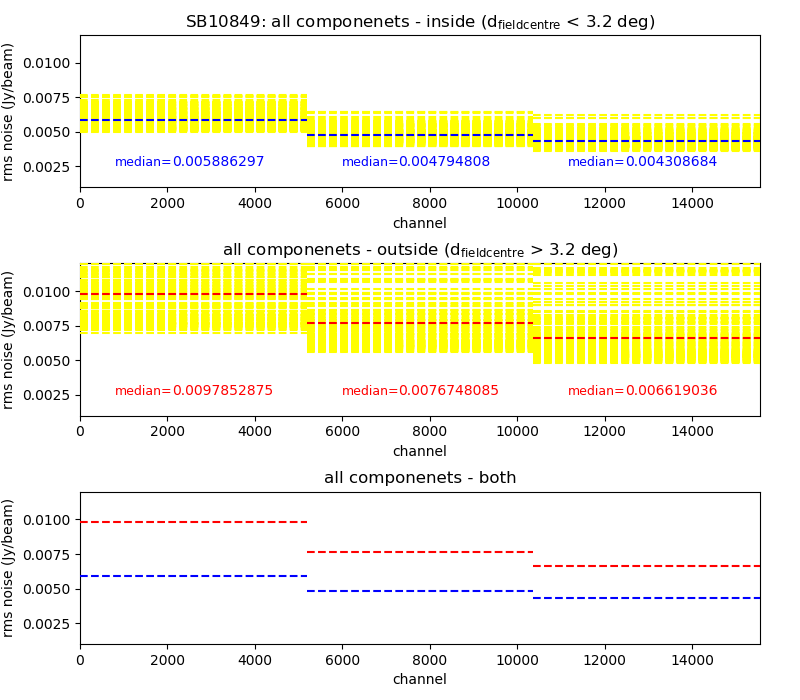 SB10849: all componenets - inside (dfieldcentre < 3.2 deg)
rms noise (Jy/beam)
0.0100
0.0075
0.0050
0.0025
median=0.005886297 median=0.004794808 median=0.004308684
0 2000 4000 6000 8000 10000 12000 14000
channel
all componenets - outside (dfieldcentre > 3.2 deg)
rms noise (Jy/beam)
0.0100
0.0075
0.0050
0.0025
median=0.0097852875 median=0.0076748085 median=0.006619036
0 2000 4000 6000 8000 10000 12000 14000
channel
all componenets - both
rms noise (Jy/beam)
0.0100
0.0075
0.0050
0.0025
0 2000 4000 6000 8000 10000 12000 14000
channel